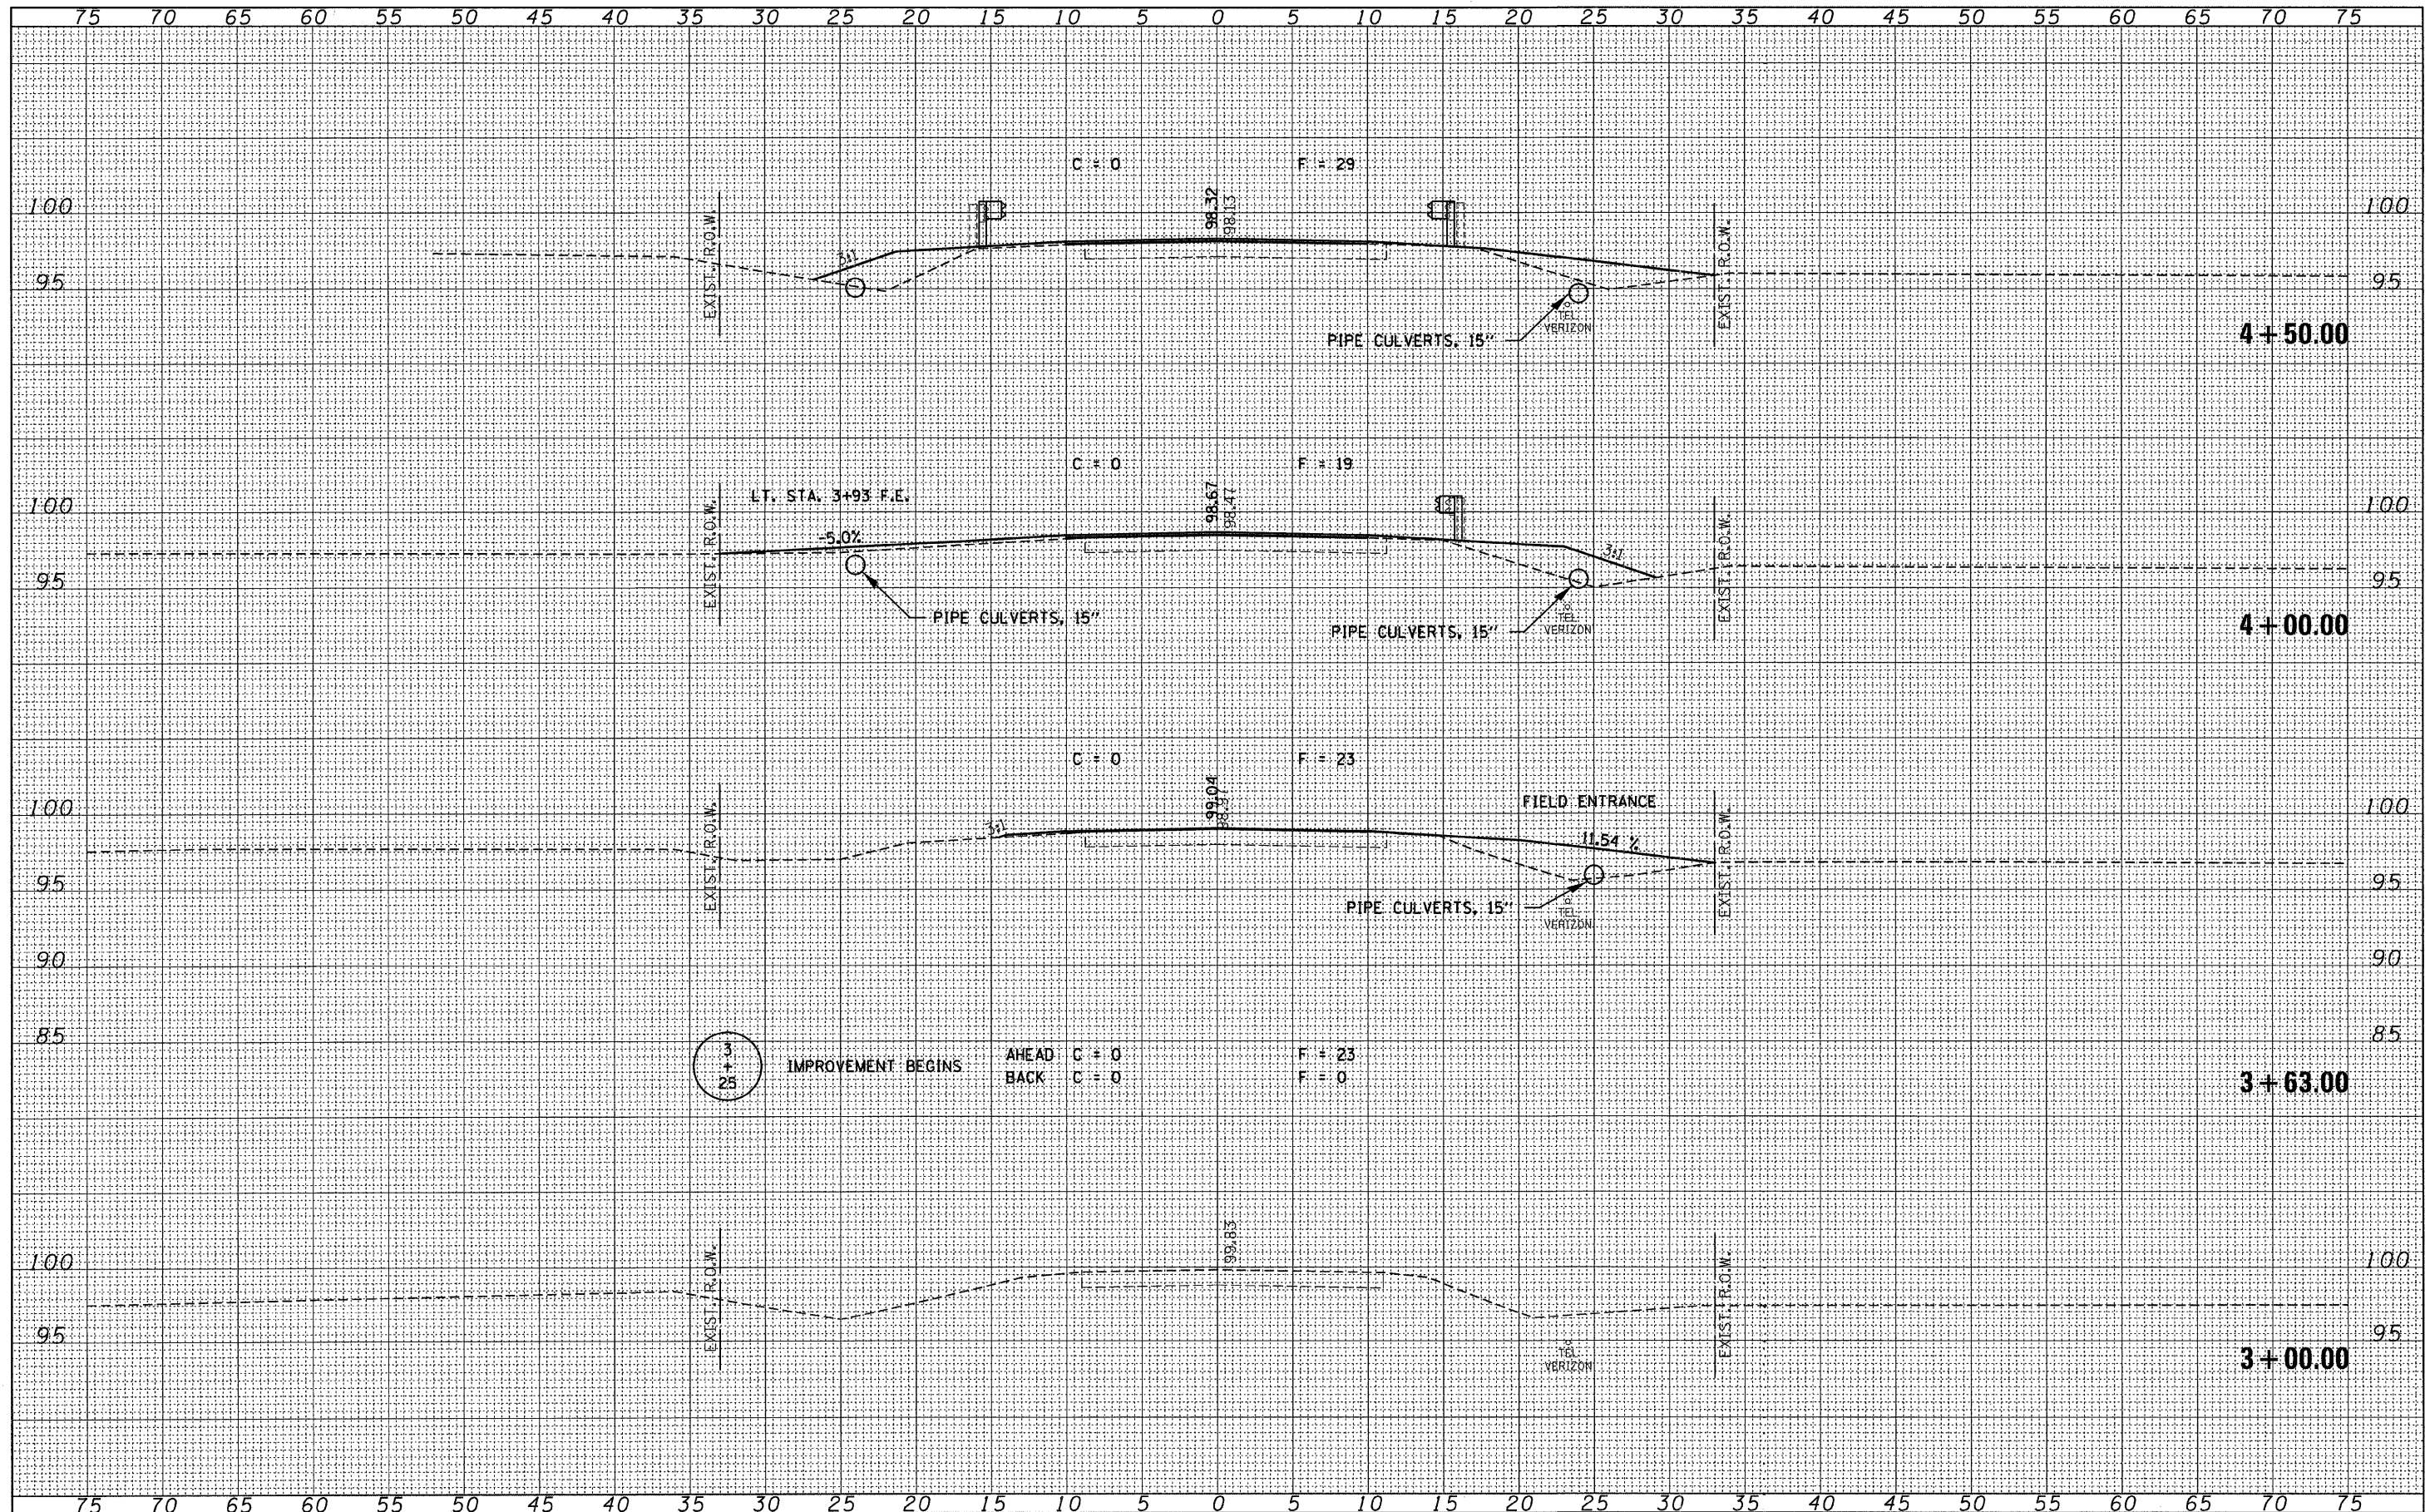 75 70 65 60 55 50 45 40 35 30 25 20 15 10 5 0 5 10 15 20 25 30 35 40 45 50 55 60 65 70 75
C = 0 F = 29
98.32
98.13
100 100
EXIST. R.O.W.
EXIST. R.O.W.
3:1
95 95
TEL.
VERIZON
PIPE CULVERTS, 15"
4 + 50.00
C = 0 F = 19
LT. STA. 3+93 F.E.
98.67
98.47
100 100
EXIST. R.O.W.
EXIST. R.O.W.
-5.0%
3:1
95 95
PIPE CULVERTS, 15"
TEL.
VERIZON
PIPE CULVERTS, 15"
4 + 00.00
C = 0 F = 23
99.04
98.97
FIELD ENTRANCE
100 100
EXIST. R.O.W.
EXIST. R.O.W.
3:1
11.54 %
95 95
PIPE CULVERTS, 15"
TEL.
VERIZON
90 90
85 85
3
+
25
IMPROVEMENT BEGINS
AHEAD C = 0 F = 23
BACK C = 0 F = 0
3 + 63.00
99.83
100 100
EXIST. R.O.W.
EXIST. R.O.W.
95 95
TEL.
VERIZON
3 + 00.00
75 70 65 60 55 50 45 40 35 30 25 20 15 10 5 0 5 10 15 20 25 30 35 40 45 50 55 60 65 70 75